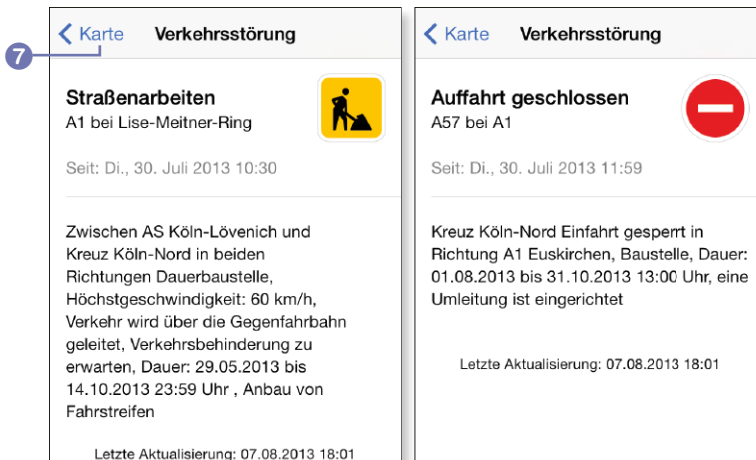 7
Karte Verkehrsstörung
Straßenarbeiten
A1 bei Lise-Meitner-Ring
Seit: Di., 30. Juli 2013 10:30
Zwischen AS Köln-Lövenich und
Kreuz Köln-Nord in beiden
Richtungen Dauerbaustelle,
Höchstgeschwindigkeit: 60 km/h,
Verkehr wird über die Gegenfahrbahn
geleitet, Verkehrsbehinderung zu
erwarten, Dauer: 29.05.2013 bis
14.10.2013 23:59 Uhr , Anbau von
Fahrstreifen
Letzte Aktualisierung: 07.08.2013 18:01
Karte Verkehrsstörung
Auffahrt geschlossen
A57 bei A1
Seit: Di., 30. Juli 2013 11:59
Kreuz Köln-Nord Einfahrt gesperrt in
Richtung A1 Euskirchen, Baustelle, Dauer:
01.08.2013 bis 31.10.2013 13:00 Uhr, eine
Umleitung ist eingerichtet
Letzte Aktualisierung: 07.08.2013 18:01